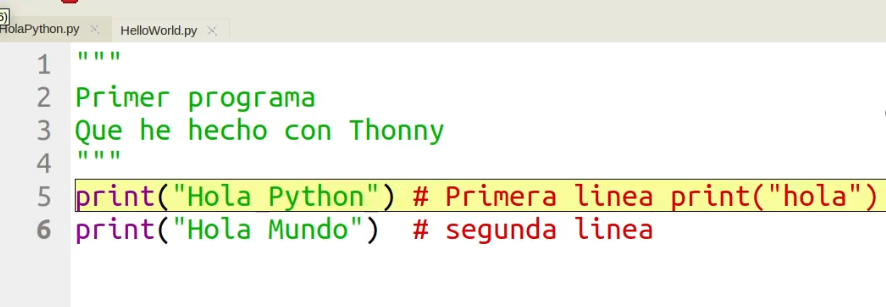 HolaPython.py HelloWorld.py
1 """
2 Primer programa
3 Que he hecho con Thonny
4 """
5 print("Hola Python") # Primera linea print("hola")
6 print("Hola Mundo")  # segunda linea